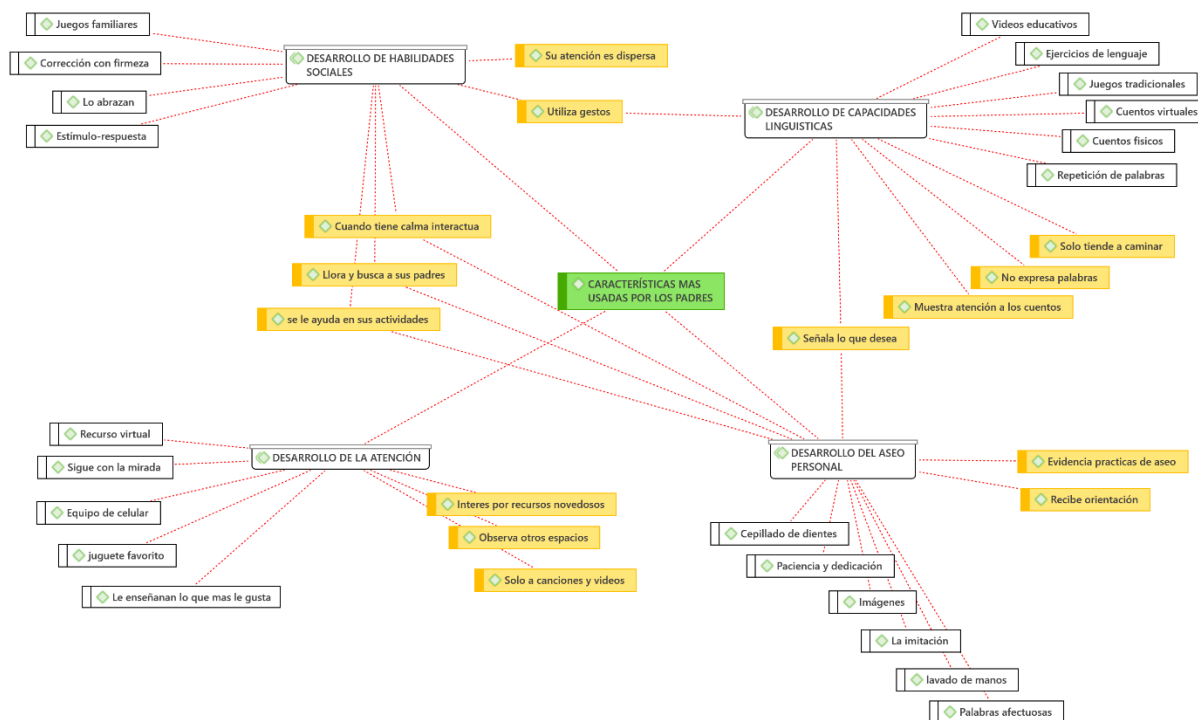 Juegos familiares
Corrección con firmeza
Lo abrazan
Estímulo-respuesta
DESARROLLO DE HABILIDADES
SOCIALES
Su atención es dispersa
Utiliza gestos
Videos educativos
Ejercicios de lenguaje
Juegos tradicionales
Cuentos virtuales
Cuentos fisicos
Repetición de palabras
DESARROLLO DE CAPACIDADES
LINGUISTICAS
Cuando tiene calma interactua
Llora y busca a sus padres
se le ayuda en sus actividades
CARACTERÍSTICAS MAS
USADAS POR LOS PADRES
Solo tiende a caminar
No expresa palabras
Muestra atención a los cuentos
Señala lo que desea
Recurso virtual
Sigue con la mirada
Equipo de celular
juguete favorito
Le enseñanan lo que mas le gusta
DESARROLLO DE LA ATENCIÓN
Interes por recursos novedosos
Observa otros espacios
Solo a canciones y videos
DESARROLLO DEL ASEO
PERSONAL
Evidencia practicas de aseo
Recibe orientación
Cepillado de dientes
Paciencia y dedicación
Imágenes
La imitación
lavado de manos
Palabras afectuosas